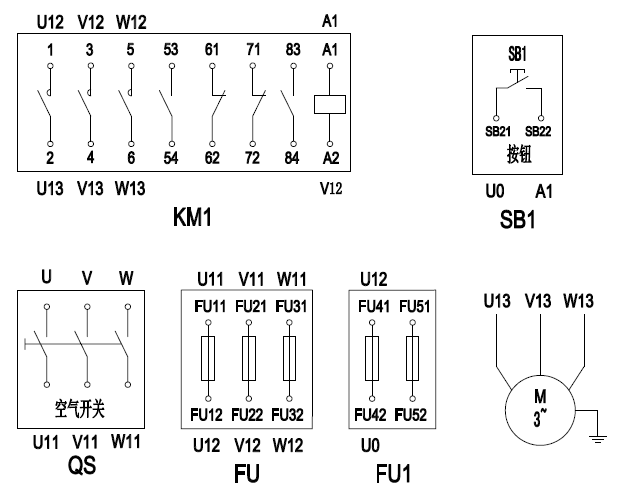 U12 V12 W12 A1
1 3 5 53 61 71 83 A1
2 4 6 54 62 72 84 A2
U13 V13 W13 V12
KM1
SB1
SB21 SB22
按钮
U0 A1
SB1
U V W
空气开关
U11 V11 W11
QS
U11 V11 W11
FU11 FU21 FU31
FU12 FU22 FU32
U12 V12 W12
FU
U12
FU41 FU51
FU42 FU52
U0
FU1
U13 V13 W13
M
3~